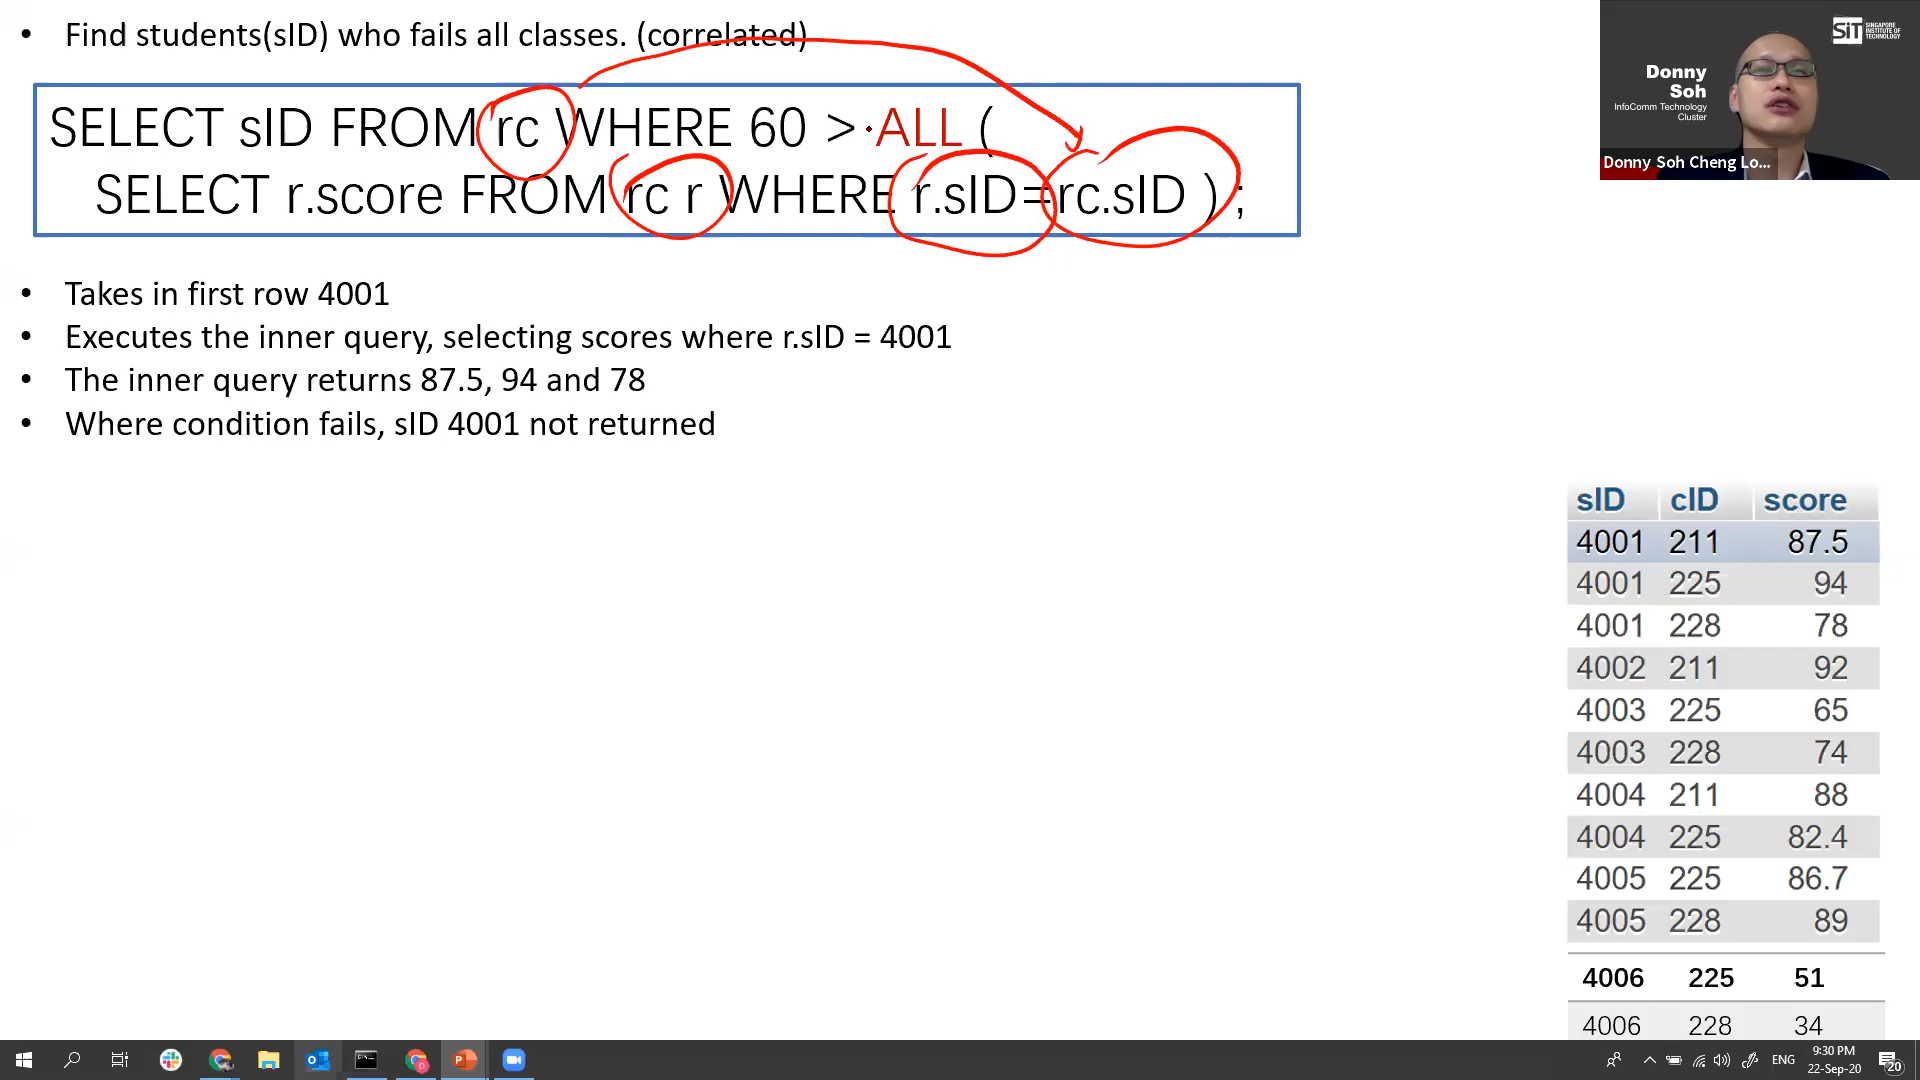 • Find students(sID) who fails all classes. (correlated)
SELECT sID FROM rc WHERE 60 > ALL (
SELECT r.score FROM rc r WHERE r.sID=rc.sID ) ;
• Takes in first row 4001
• Executes the inner query, selecting scores where r.sID = 4001
• The inner query returns 87.5, 94 and 78
• Where condition fails, sID 4001 not returned
SiT SINGAPORE INSTITUTE OF TECHNOLOGY
Donny
Soh
InfoComm Technology
Cluster
Donny Soh Cheng Lo...
sID cID score
4001 211 87.5
4001 225 94
4001 228 78
4002 211 92
4003 225 65
4003 228 74
4004 211 88
4004 225 82.4
4005 225 86.7
4005 228 89
4006 225 51
4006 228 34
ENG
9:30 PM
22-Sep-20
20